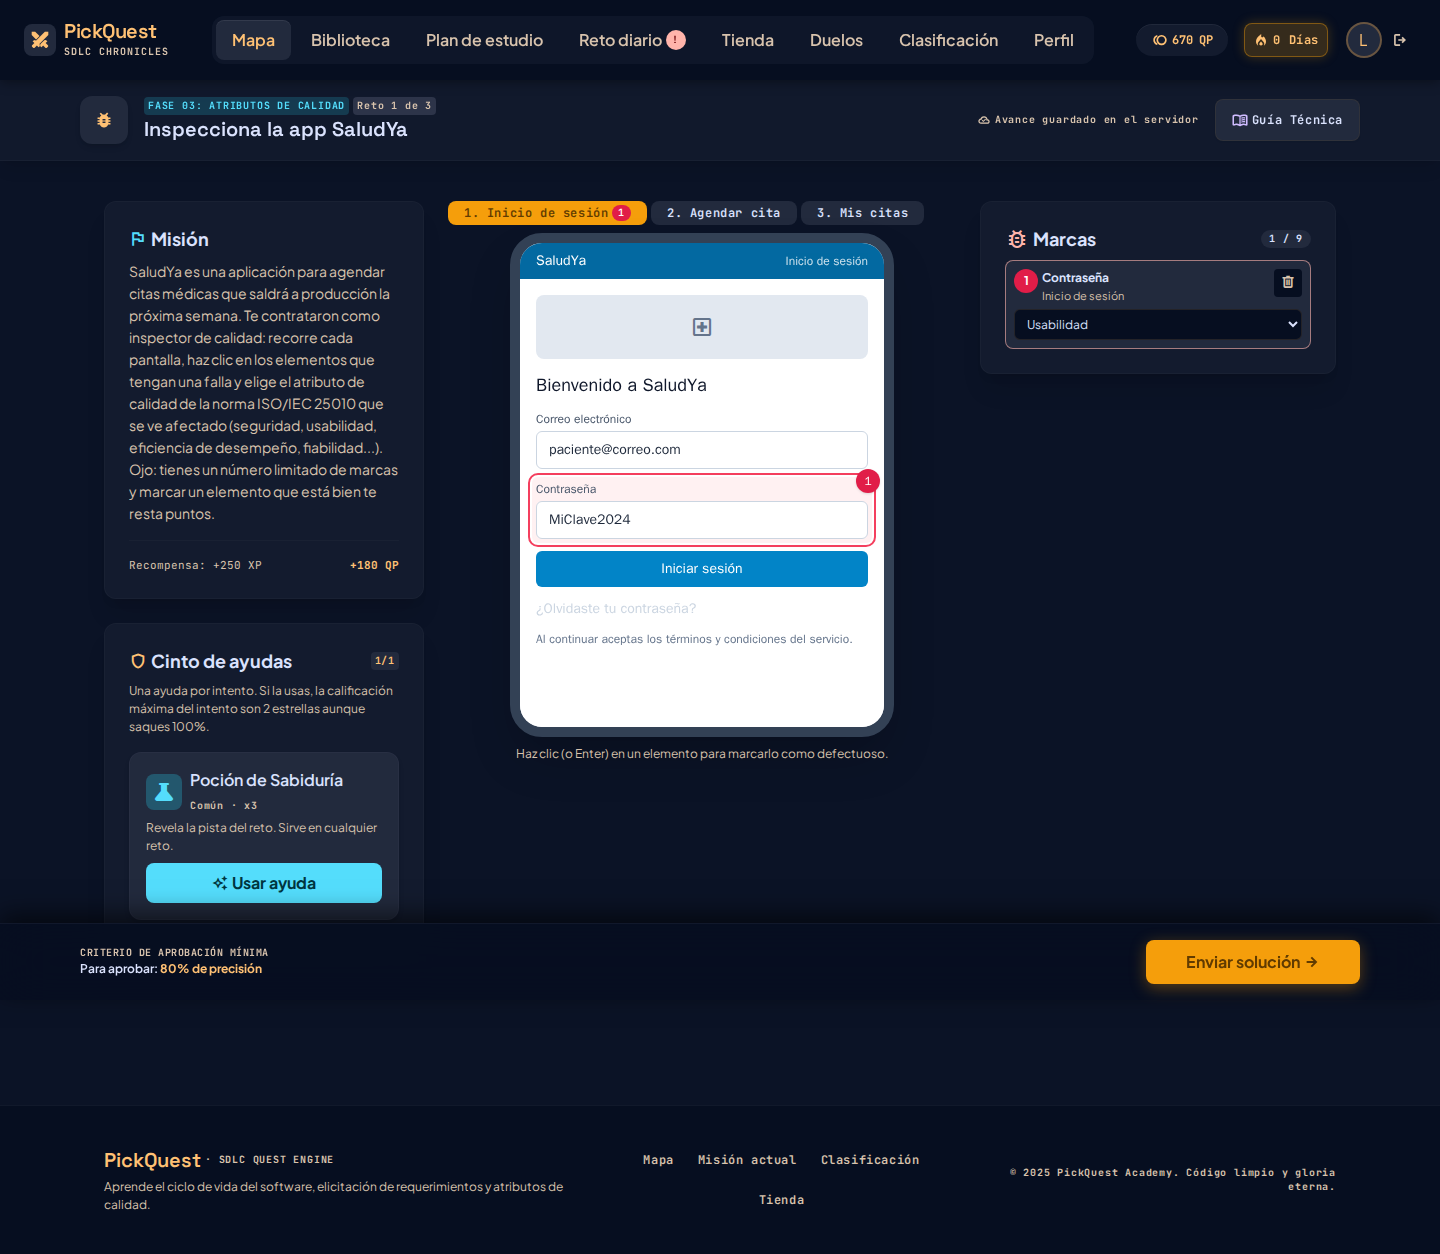 PickQuest
SDLC CHRONICLES
Mapa
Biblioteca
Plan de estudio
Reto diario !
Tienda
Duelos
Clasificación
Perfil
670 QP
0 Días
L
FASE 03: ATRIBUTOS DE CALIDAD
Reto 1 de 3
Inspecciona la app SaludYa
Avance guardado en el servidor
Guía Técnica
Misión
SaludYa es una aplicación para agendar
citas médicas que saldrá a producción la
próxima semana. Te contrataron como
inspector de calidad: recorre cada
pantalla, haz clic en los elementos que
tengan una falla y elige el atributo de
calidad de la norma ISO/IEC 25010 que
se ve afectado (seguridad, usabilidad,
eficiencia de desempeño, fiabilidad...).
Ojo: tienes un número limitado de marcas
y marcar un elemento que está bien te
resta puntos.
Recompensa: +250 XP
+180 QP
Cinto de ayudas
1/1
Una ayuda por intento. Si la usas, la calificación
máxima del intento son 2 estrellas aunque
saques 100%.
Poción de Sabiduría
Común · x3
Revela la pista del reto. Sirve en cualquier
reto.
Usar ayuda
1. Inicio de sesión 1
2. Agendar cita
3. Mis citas
SaludYa
Inicio de sesión
Bienvenido a SaludYa
Correo electrónico
paciente@correo.com
1
Contraseña
MiClave2024
Iniciar sesión
¿Olvidaste tu contraseña?
Al continuar aceptas los términos y condiciones del servicio.
Haz clic (o Enter) en un elemento para marcarlo como defectuoso.
Marcas
1 / 9
1
Contraseña
Inicio de sesión
Usabilidad
CRITERIO DE APROBACIÓN MÍNIMA
Para aprobar: 80% de precisión
Enviar solución →
PickQuest · SDLC QUEST ENGINE
Aprende el ciclo de vida del software, elicitación de requerimientos y atributos de
calidad.
Mapa
Misión actual
Clasificación
Tienda
© 2025 PickQuest Academy. Código limpio y gloria
eterna.